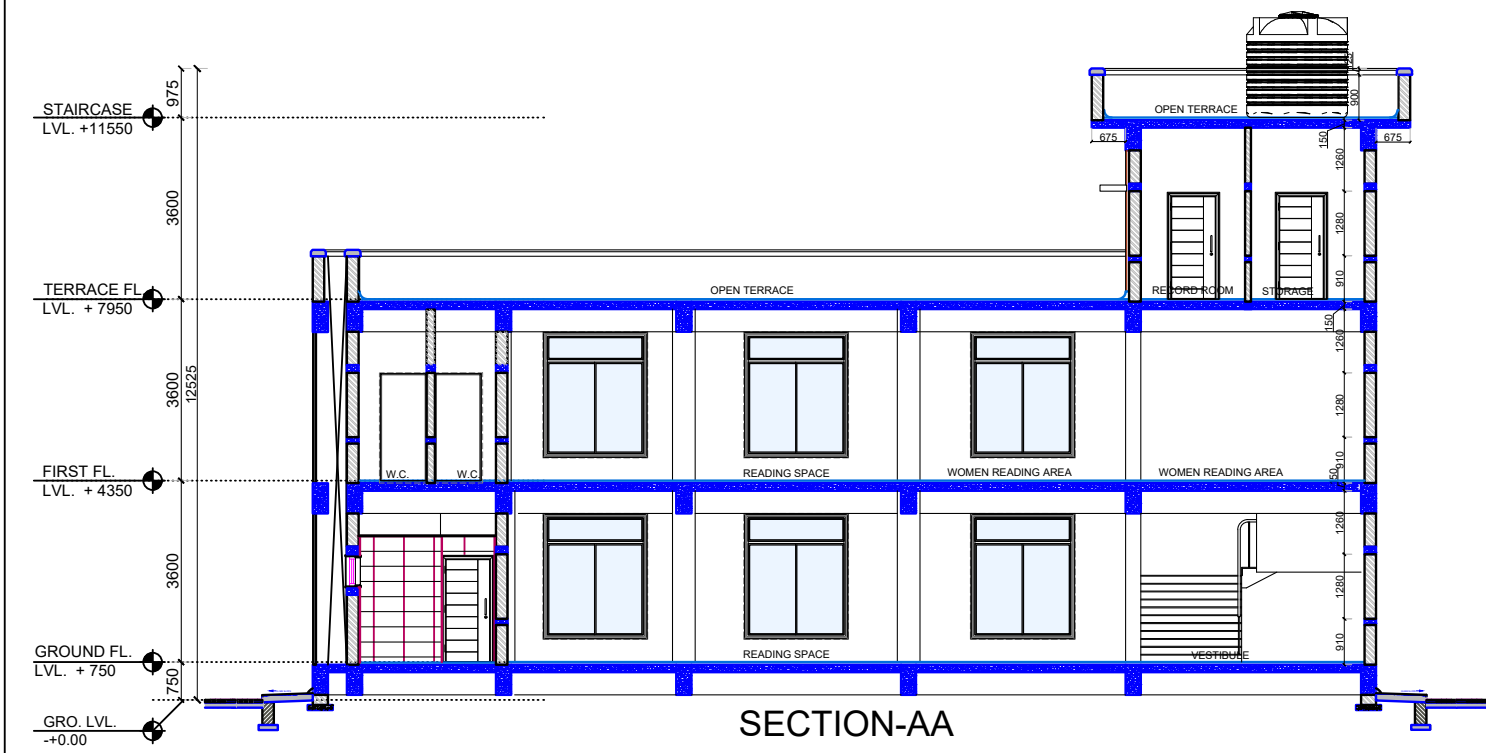 STAIRCASE
LVL. +11550
TERRACE FL
LVL. + 7950
FIRST FL.
LVL. + 4350
GROUND FL.
LVL. + 750
GRO. LVL.
-+0.00
975
3600
3600
3600
750
12525
OPEN TERRACE
900
675
675
150
1260
1280
910
RECORD ROOM
STORAGE
OPEN TERRACE
150
1260
1280
910
W.C.
W.C.
READING SPACE
WOMEN READING AREA
WOMEN READING AREA
1260
1280
910
READING SPACE
VESTIBULE
SECTION-AA